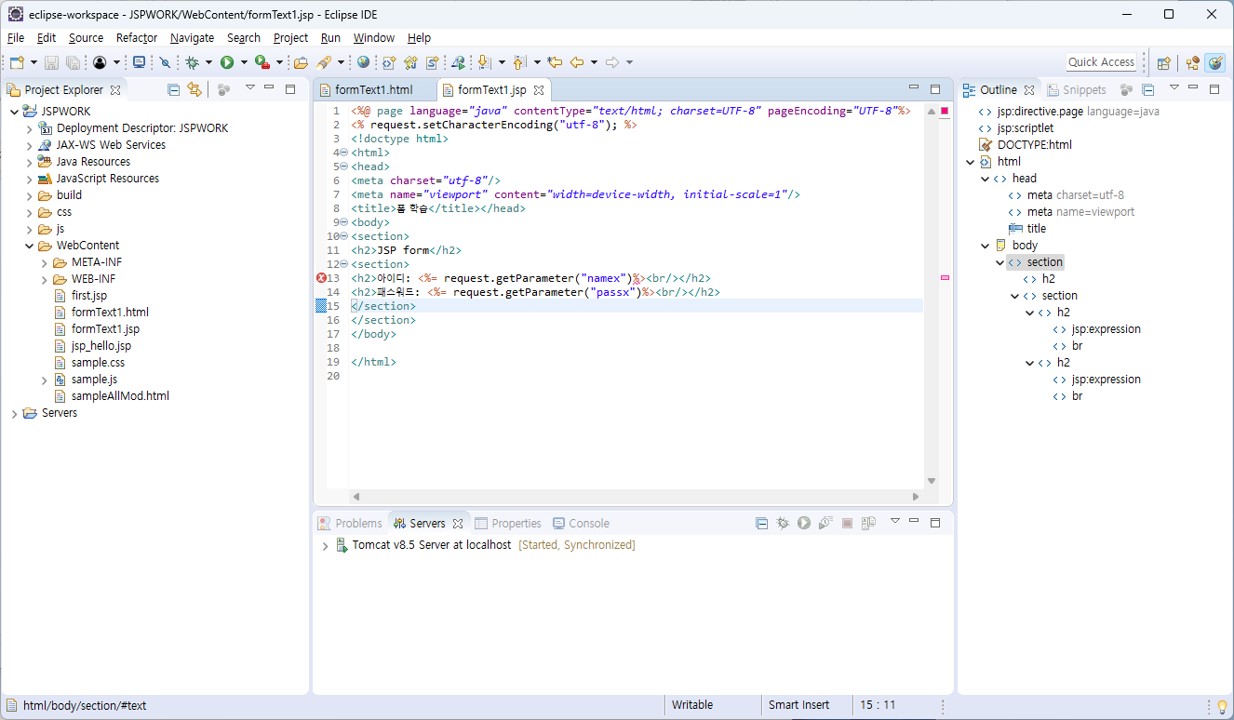 eclipse-workspace - JSPWORK/WebContent/formText1.jsp - Eclipse IDE
File Edit Source Refactor Navigate Search Project Run Window Help
Quick Access
Project Explorer
JSPWORK
Deployment Descriptor: JSPWORK
JAX-WS Web Services
Java Resources
JavaScript Resources
build
css
js
WebContent
META-INF
WEB-INF
first.jsp
formText1.html
formText1.jsp
jsp_hello.jsp
sample.css
sample.js
sampleAllMod.html
Servers
formText1.html formText1.jsp
1 <%@ page language="java" contentType="text/html; charset=UTF-8" pageEncoding="UTF-8"%>
2 <% request.setCharacterEncoding("utf-8"); %>
3 <!doctype html>
4 <html>
5 <head>
6 <meta charset="utf-8"/>
7 <meta name="viewport" content="width=device-width, initial-scale=1"/>
8 <title>폼 학습</title></head>
9 <body>
10 <section>
11 <h2>JSP form</h2>
12 <section>
13 <h2>아이디: <%= request.getParameter("namex")%><br/></h2>
14 <h2>패스워드: <%= request.getParameter("passx")%><br/></h2>
15 </section>
16 </section>
17 </body>
18
19 </html>
20
Problems Servers Properties Console
Tomcat v8.5 Server at localhost [Started, Synchronized]
Outline Snippets
jsp:directive.page language=java
jsp:scriptlet
DOCTYPE:html
html
head
meta charset=utf-8
meta name=viewport
title
body
section
h2
section
h2
jsp:expression
br
h2
jsp:expression
br
html/body/section/#text
Writable
Smart Insert
15 : 11